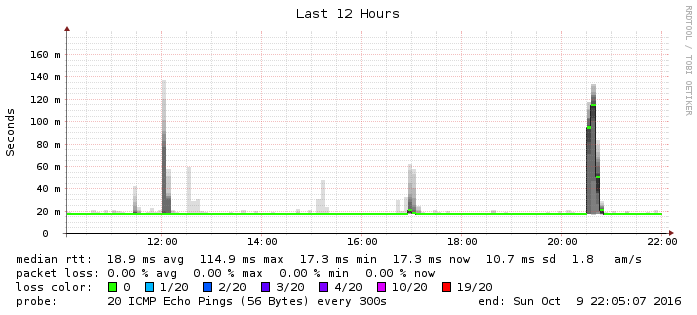 Last 12 Hours
RRDTOOL / TOBI OETIKER
Seconds
160 m
140 m
120 m
100 m
80 m
60 m
40 m
20 m
0
12:00 14:00 16:00 18:00 20:00 22:00
median rtt: 18.9 ms avg 114.9 ms max 17.3 ms min 17.3 ms now 10.7 ms sd 1.8 am/s
packet loss: 0.00 % avg 0.00 % max 0.00 % min 0.00 % now
loss color: 0 1/20 2/20 3/20 4/20 10/20 19/20
probe: 20 ICMP Echo Pings (56 Bytes) every 300s end: Sun Oct 9 22:05:07 2016